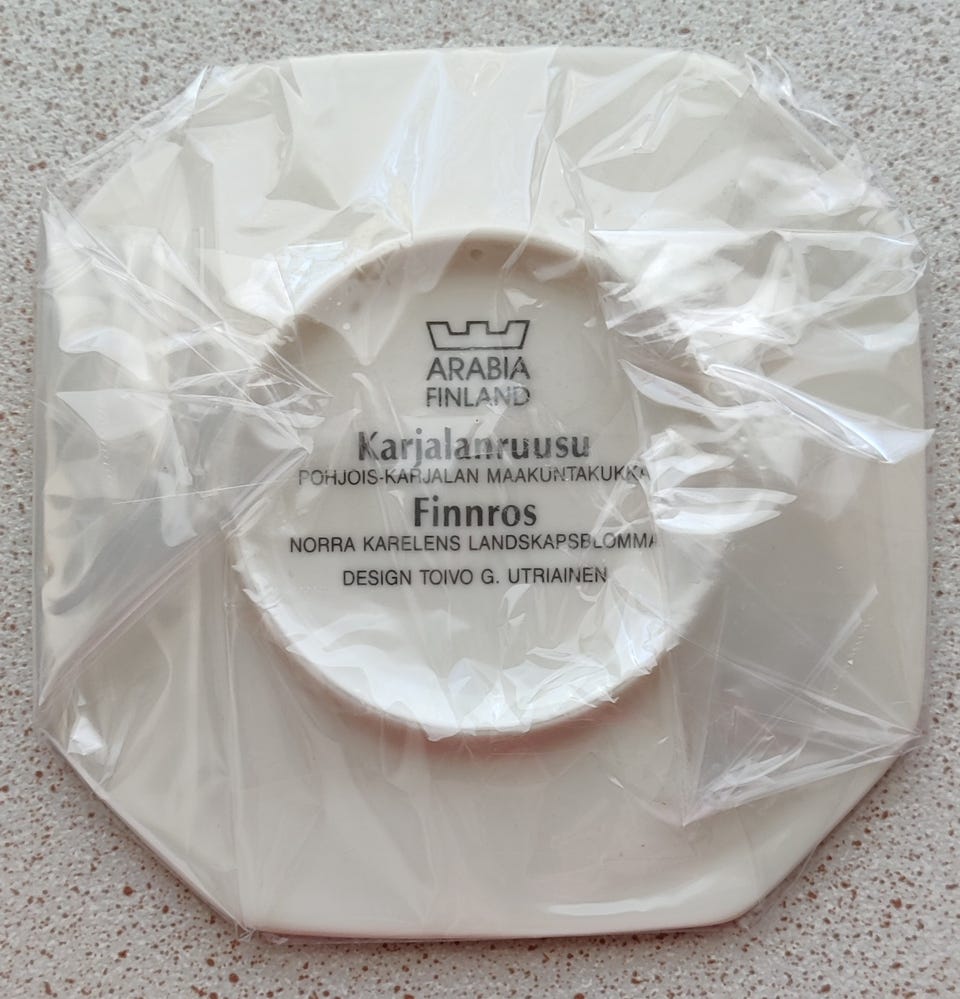 ARABIA
FINLAND
Karjalanruusu
POHJOIS-KARJALAN MAAKUNTAKUKKA
Finnros
NORRA KARELENS LANDSKAPSBLOMMA
DESIGN TOIVO G. UTRIAINEN